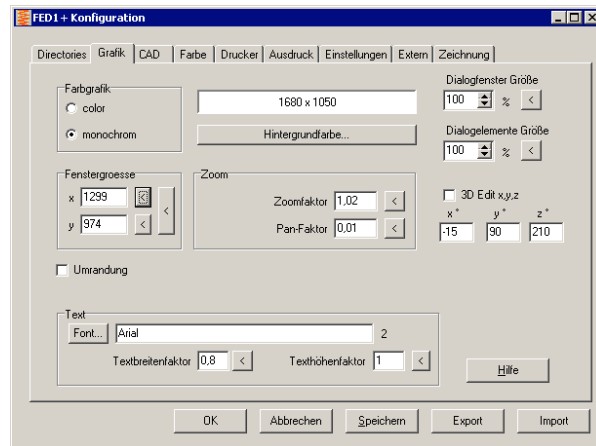 FED1+ Konfiguration
Directories Grafik CAD Farbe Drucker Ausdruck Einstellungen Extern Zeichnung
Farbgrafik
color
monochrom
1680 x 1050
Hintergrundfarbe...
Dialogfenster Größe
100 % <
Dialogelemente Größe
100 % <
Fenstergroesse
x 1299 <
y 974 <
<
Zoom
Zoomfaktor 1,02 <
Pan-Faktor 0,01 <
3D Edit x,y,z
x ° y ° z °
-15 90 210
Umrandung
Text
Font... Arial 2
Textbreitenfaktor 0,8 < Texthöhenfaktor 1 <
Hilfe
OK Abbrechen Speichern Export Import